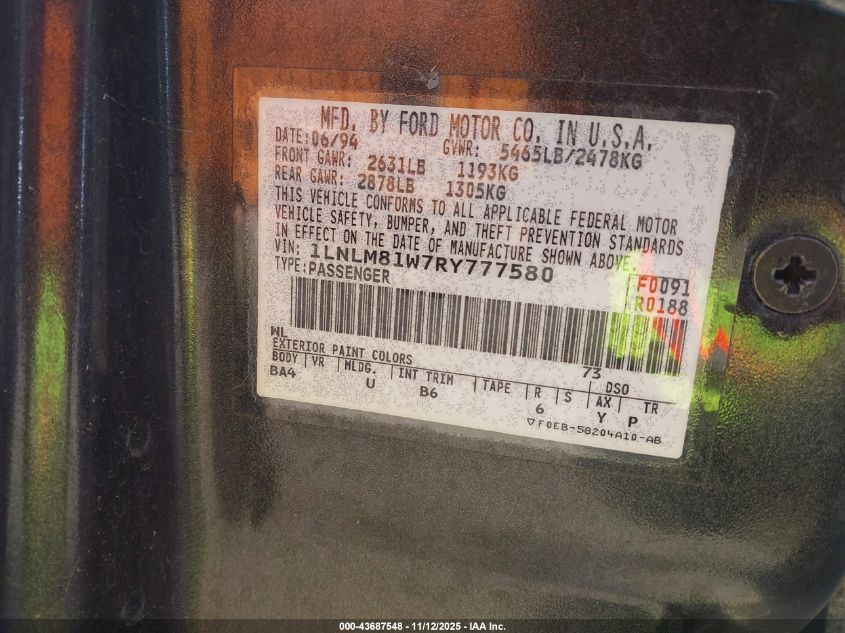 MFD. BY FORD MOTOR CO. IN U.S.A.
DATE: 06/94 GVWR: 5465LB/2478KG
FRONT GAWR: 2631LB 1193KG
REAR GAWR: 2878LB 1305KG
THIS VEHICLE CONFORMS TO ALL APPLICABLE FEDERAL MOTOR
VEHICLE SAFETY, BUMPER, AND THEFT PREVENTION STANDARDS
IN EFFECT ON THE DATE OF MANUFACTURE SHOWN ABOVE.
VIN: 1LNLM81W7RY777580
TYPE: PASSENGER
F0091
R0188
WL 73
EXTERIOR PAINT COLORS DSO
BODY VR MLDG. INT TRIM TAPE R S AX TR
BA4 U B6 6 Y P
▽F0EB-58204A10-AB
000-43687548 - 11/12/2025 - IAA Inc.